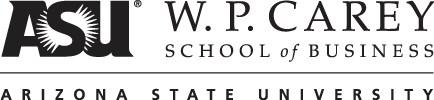 ASU® W. P. CAREY
SCHOOL of BUSINESS
ARIZONA STATE UNIVERSITY